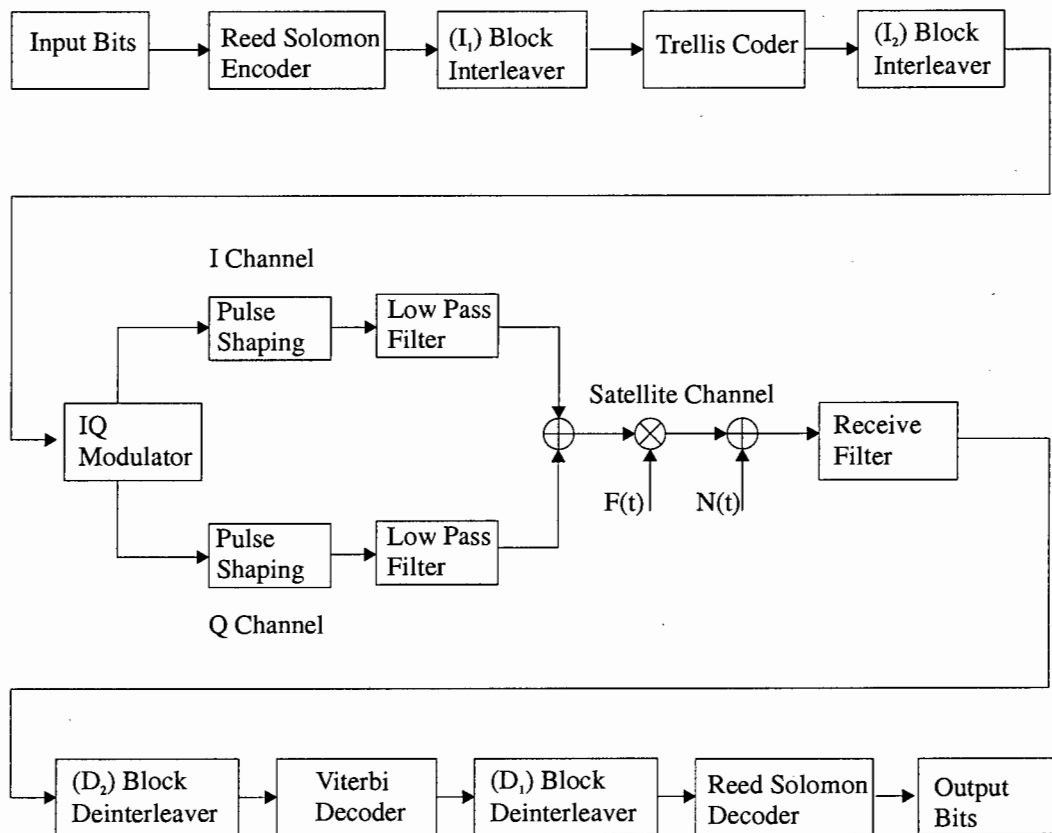 Input Bits
Reed Solomon
Encoder
(I₁) Block
Interleaver
Trellis Coder
(I₂) Block
Interleaver
I Channel
Pulse
Shaping
Low Pass
Filter
IQ
Modulator
Satellite Channel
F(t)
N(t)
Receive
Filter
Pulse
Shaping
Low Pass
Filter
Q Channel
(D₂) Block
Deinterleaver
Viterbi
Decoder
(D₁) Block
Deinterleaver
Reed Solomon
Decoder
Output
Bits